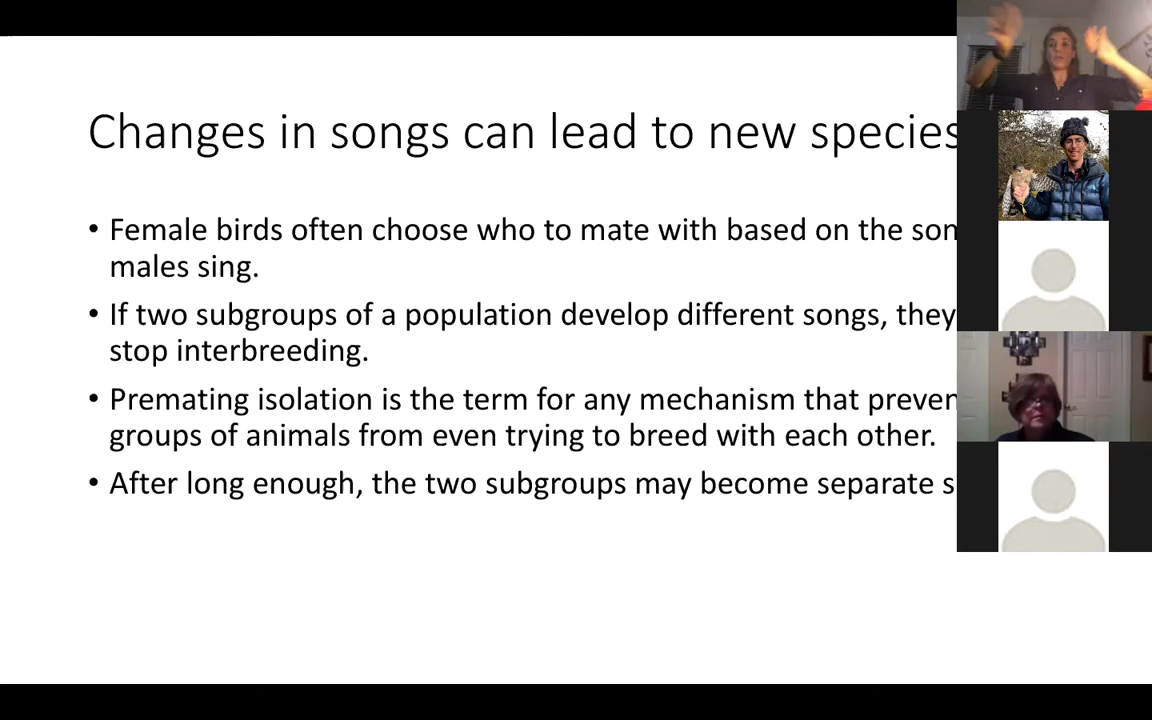 Changes in songs can lead to new species
• Female birds often choose who to mate with based on the son
males sing.
• If two subgroups of a population develop different songs, they
stop interbreeding.
• Premating isolation is the term for any mechanism that preven
groups of animals from even trying to breed with each other.
• After long enough, the two subgroups may become separate s